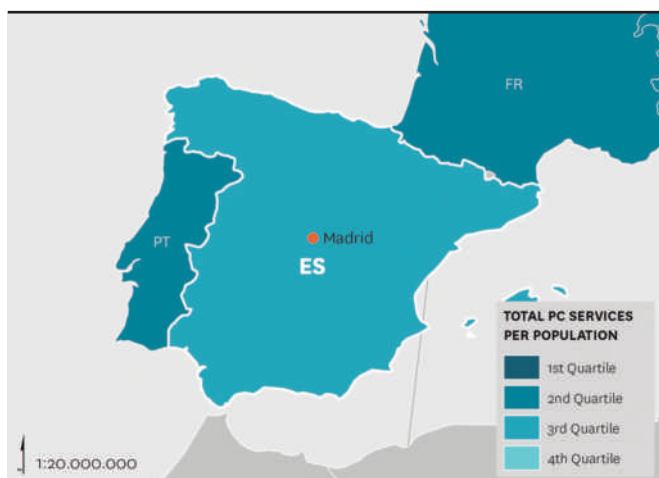 FR
PT
Madrid
ES
TOTAL PC SERVICES
PER POPULATION
1st Quartile
2nd Quartile
3rd Quartile
4th Quartile
1:20.000.000